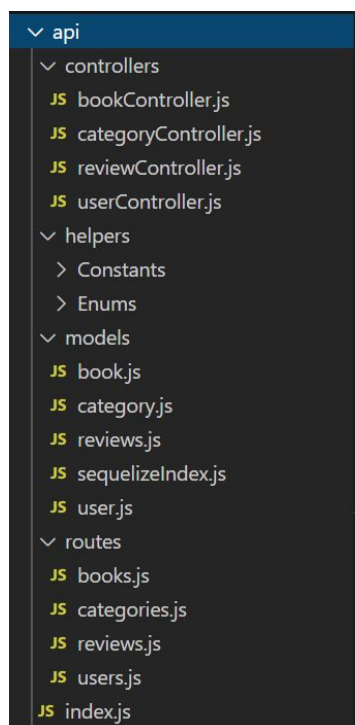 api
controllers
JS bookController.js
JS categoryController.js
JS reviewController.js
JS userController.js
helpers
Constants
Enums
models
JS book.js
JS category.js
JS reviews.js
JS sequelizeIndex.js
JS user.js
routes
JS books.js
JS categories.js
JS reviews.js
JS users.js
JS index.js